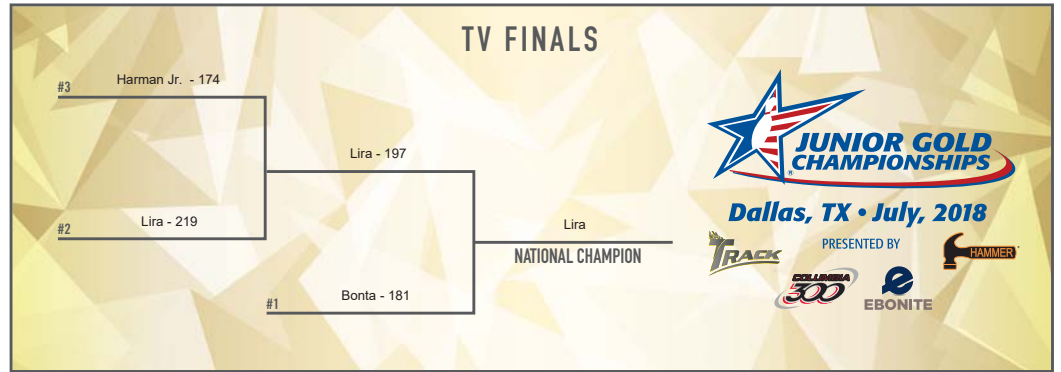 TV FINALS
#3
Harman Jr. - 174
Lira - 197
#2
Lira - 219
Lira
NATIONAL CHAMPION
#1
Bonta - 181
JUNIOR GOLD
CHAMPIONSHIPS
®
Dallas, TX • July, 2018
PRESENTED BY
TRACK
HAMMER
COLUMBIA
300
EBONITE